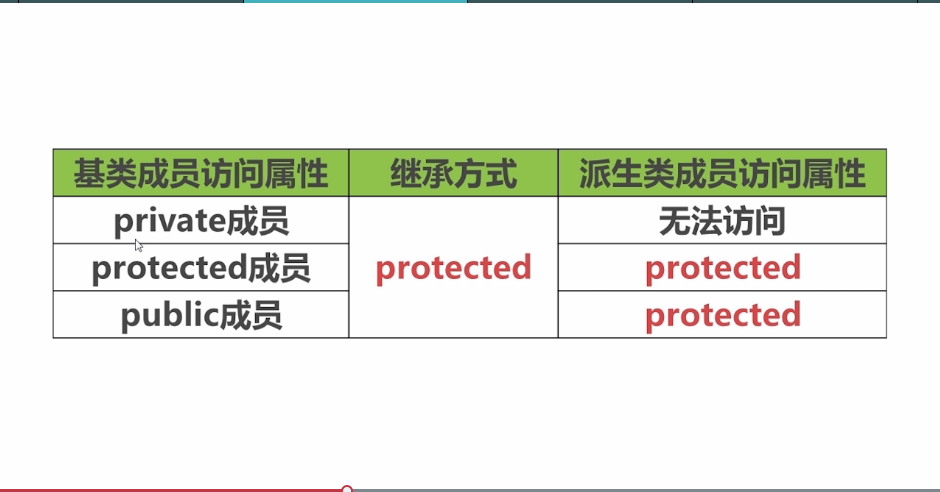 基类成员访问属性 继承方式 派生类成员访问属性
private成员 无法访问
protected成员 protected protected
public成员 protected